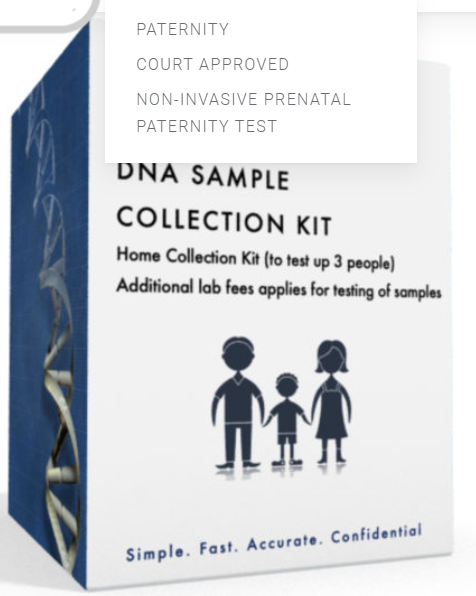 PATERNITY
COURT APPROVED
NON-INVASIVE PRENATAL
PATERNITY TEST
DNA SAMPLE
COLLECTION KIT
Home Collection Kit (to test up 3 people)
Additional lab fees applies for testing of samples
Simple. Fast. Accurate. Confidential